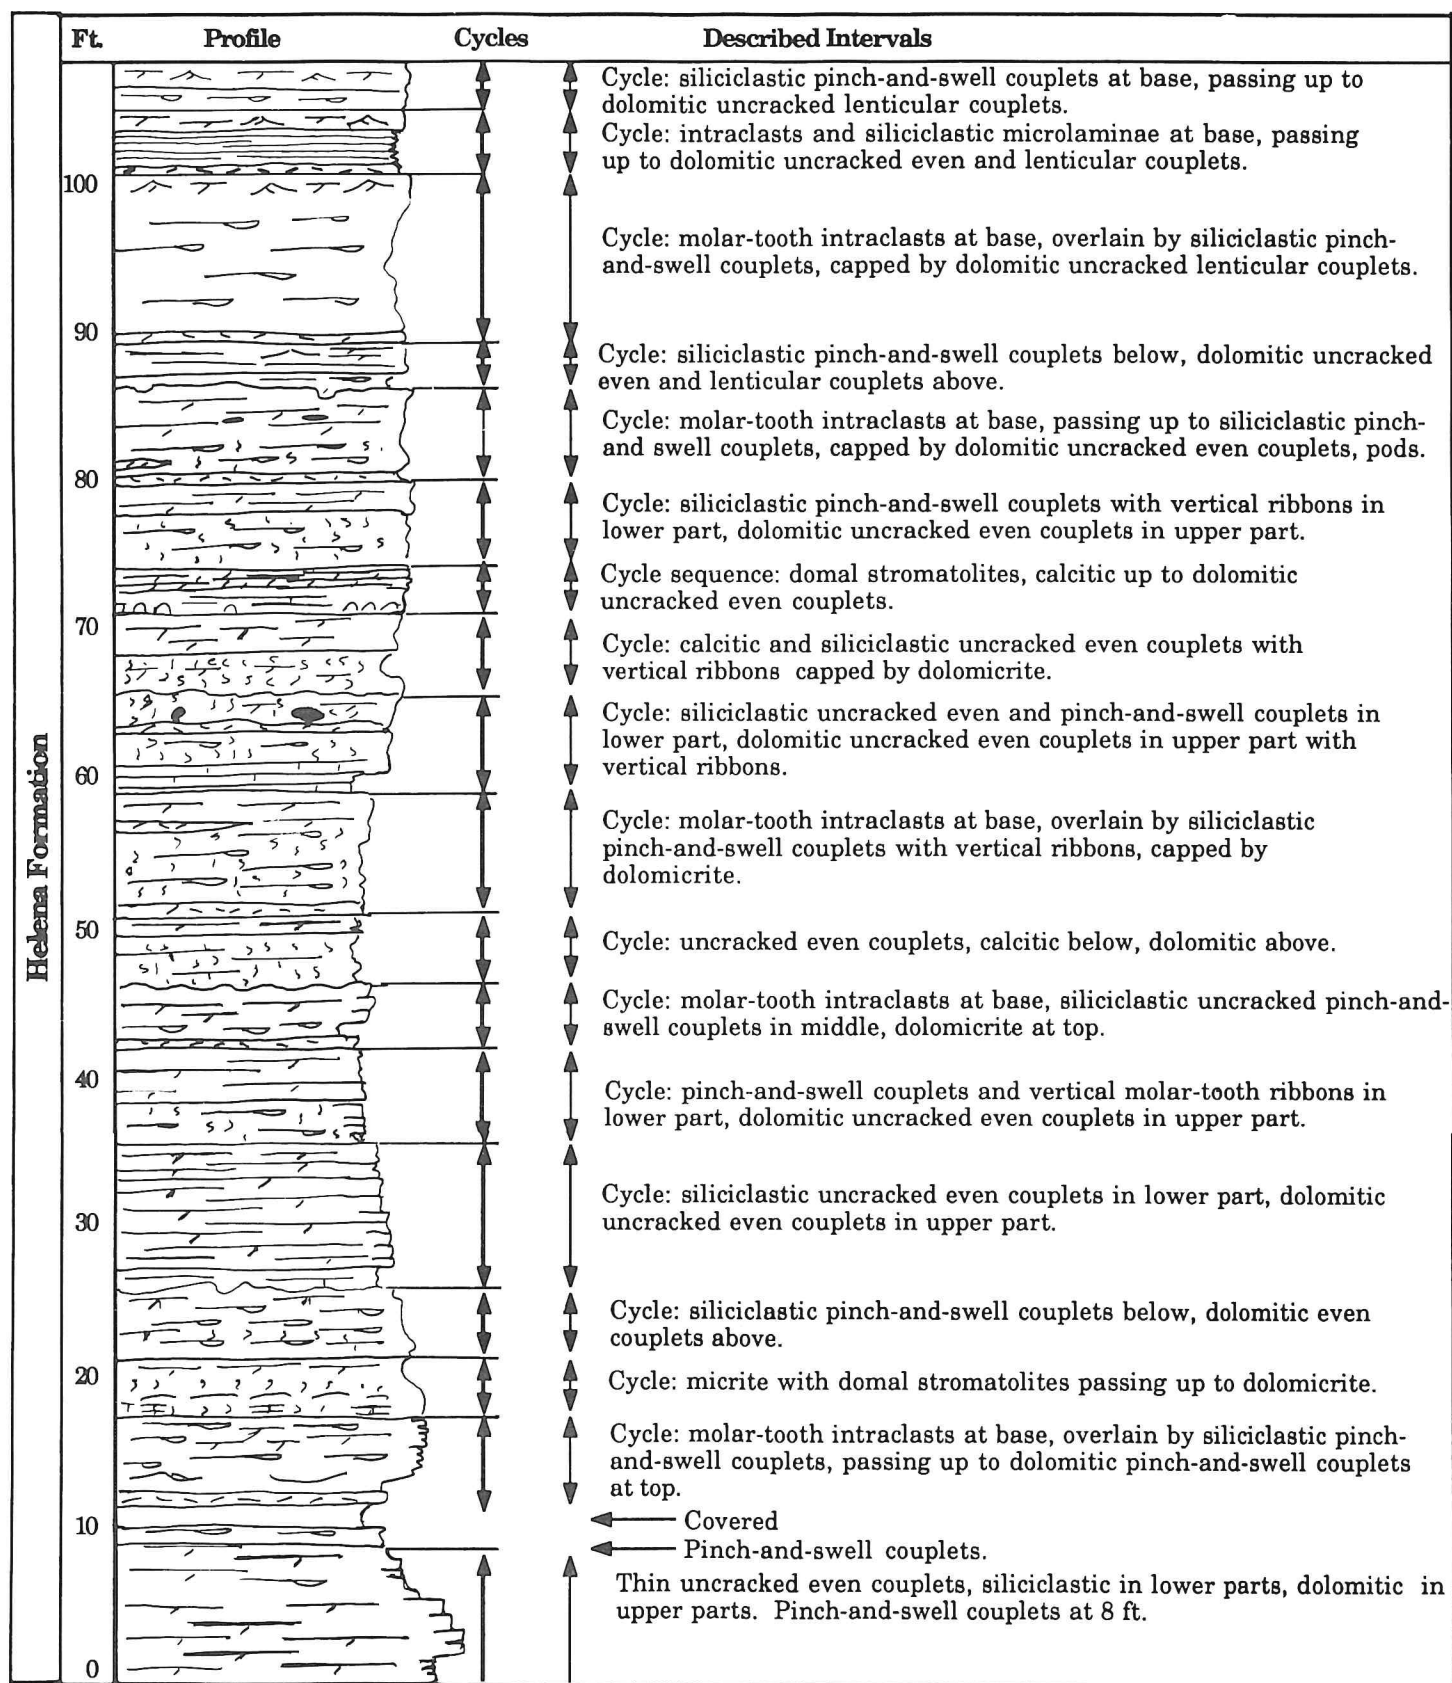 Ft. Profile Cycles Described Intervals
Cycle: siliciclastic pinch-and-swell couplets at base, passing up to
dolomitic uncracked lenticular couplets.
Cycle: intraclasts and siliciclastic microlaminae at base, passing
up to dolomitic uncracked even and lenticular couplets.
100
Cycle: molar-tooth intraclasts at base, overlain by siliciclastic pinch-
and-swell couplets, capped by dolomitic uncracked lenticular couplets.
90
Cycle: siliciclastic pinch-and-swell couplets below, dolomitic uncracked
even and lenticular couplets above.
Cycle: molar-tooth intraclasts at base, passing up to siliciclastic pinch-
and swell couplets, capped by dolomitic uncracked even couplets, pods.
80
Cycle: siliciclastic pinch-and-swell couplets with vertical ribbons in
lower part, dolomitic uncracked even couplets in upper part.
Cycle sequence: domal stromatolites, calcitic up to dolomitic
uncracked even couplets.
70
Cycle: calcitic and siliciclastic uncracked even couplets with
vertical ribbons capped by dolomicrite.
Cycle: siliciclastic uncracked even and pinch-and-swell couplets in
lower part, dolomitic uncracked even couplets in upper part with
vertical ribbons.
60
Cycle: molar-tooth intraclasts at base, overlain by siliciclastic
pinch-and-swell couplets with vertical ribbons, capped by
dolomicrite.
Helena Formation
50
Cycle: uncracked even couplets, calcitic below, dolomitic above.
Cycle: molar-tooth intraclasts at base, siliciclastic uncracked pinch-and-
swell couplets in middle, dolomicrite at top.
40
Cycle: pinch-and-swell couplets and vertical molar-tooth ribbons in
lower part, dolomitic uncracked even couplets in upper part.
Cycle: siliciclastic uncracked even couplets in lower part, dolomitic
uncracked even couplets in upper part.
30
Cycle: siliciclastic pinch-and-swell couplets below, dolomitic even
couplets above.
20
Cycle: micrite with domal stromatolites passing up to dolomicrite.
Cycle: molar-tooth intraclasts at base, overlain by siliciclastic pinch-
and-swell couplets, passing up to dolomitic pinch-and-swell couplets
at top.
10
Covered
Pinch-and-swell couplets.
Thin uncracked even couplets, siliciclastic in lower parts, dolomitic in
upper parts. Pinch-and-swell couplets at 8 ft.
0